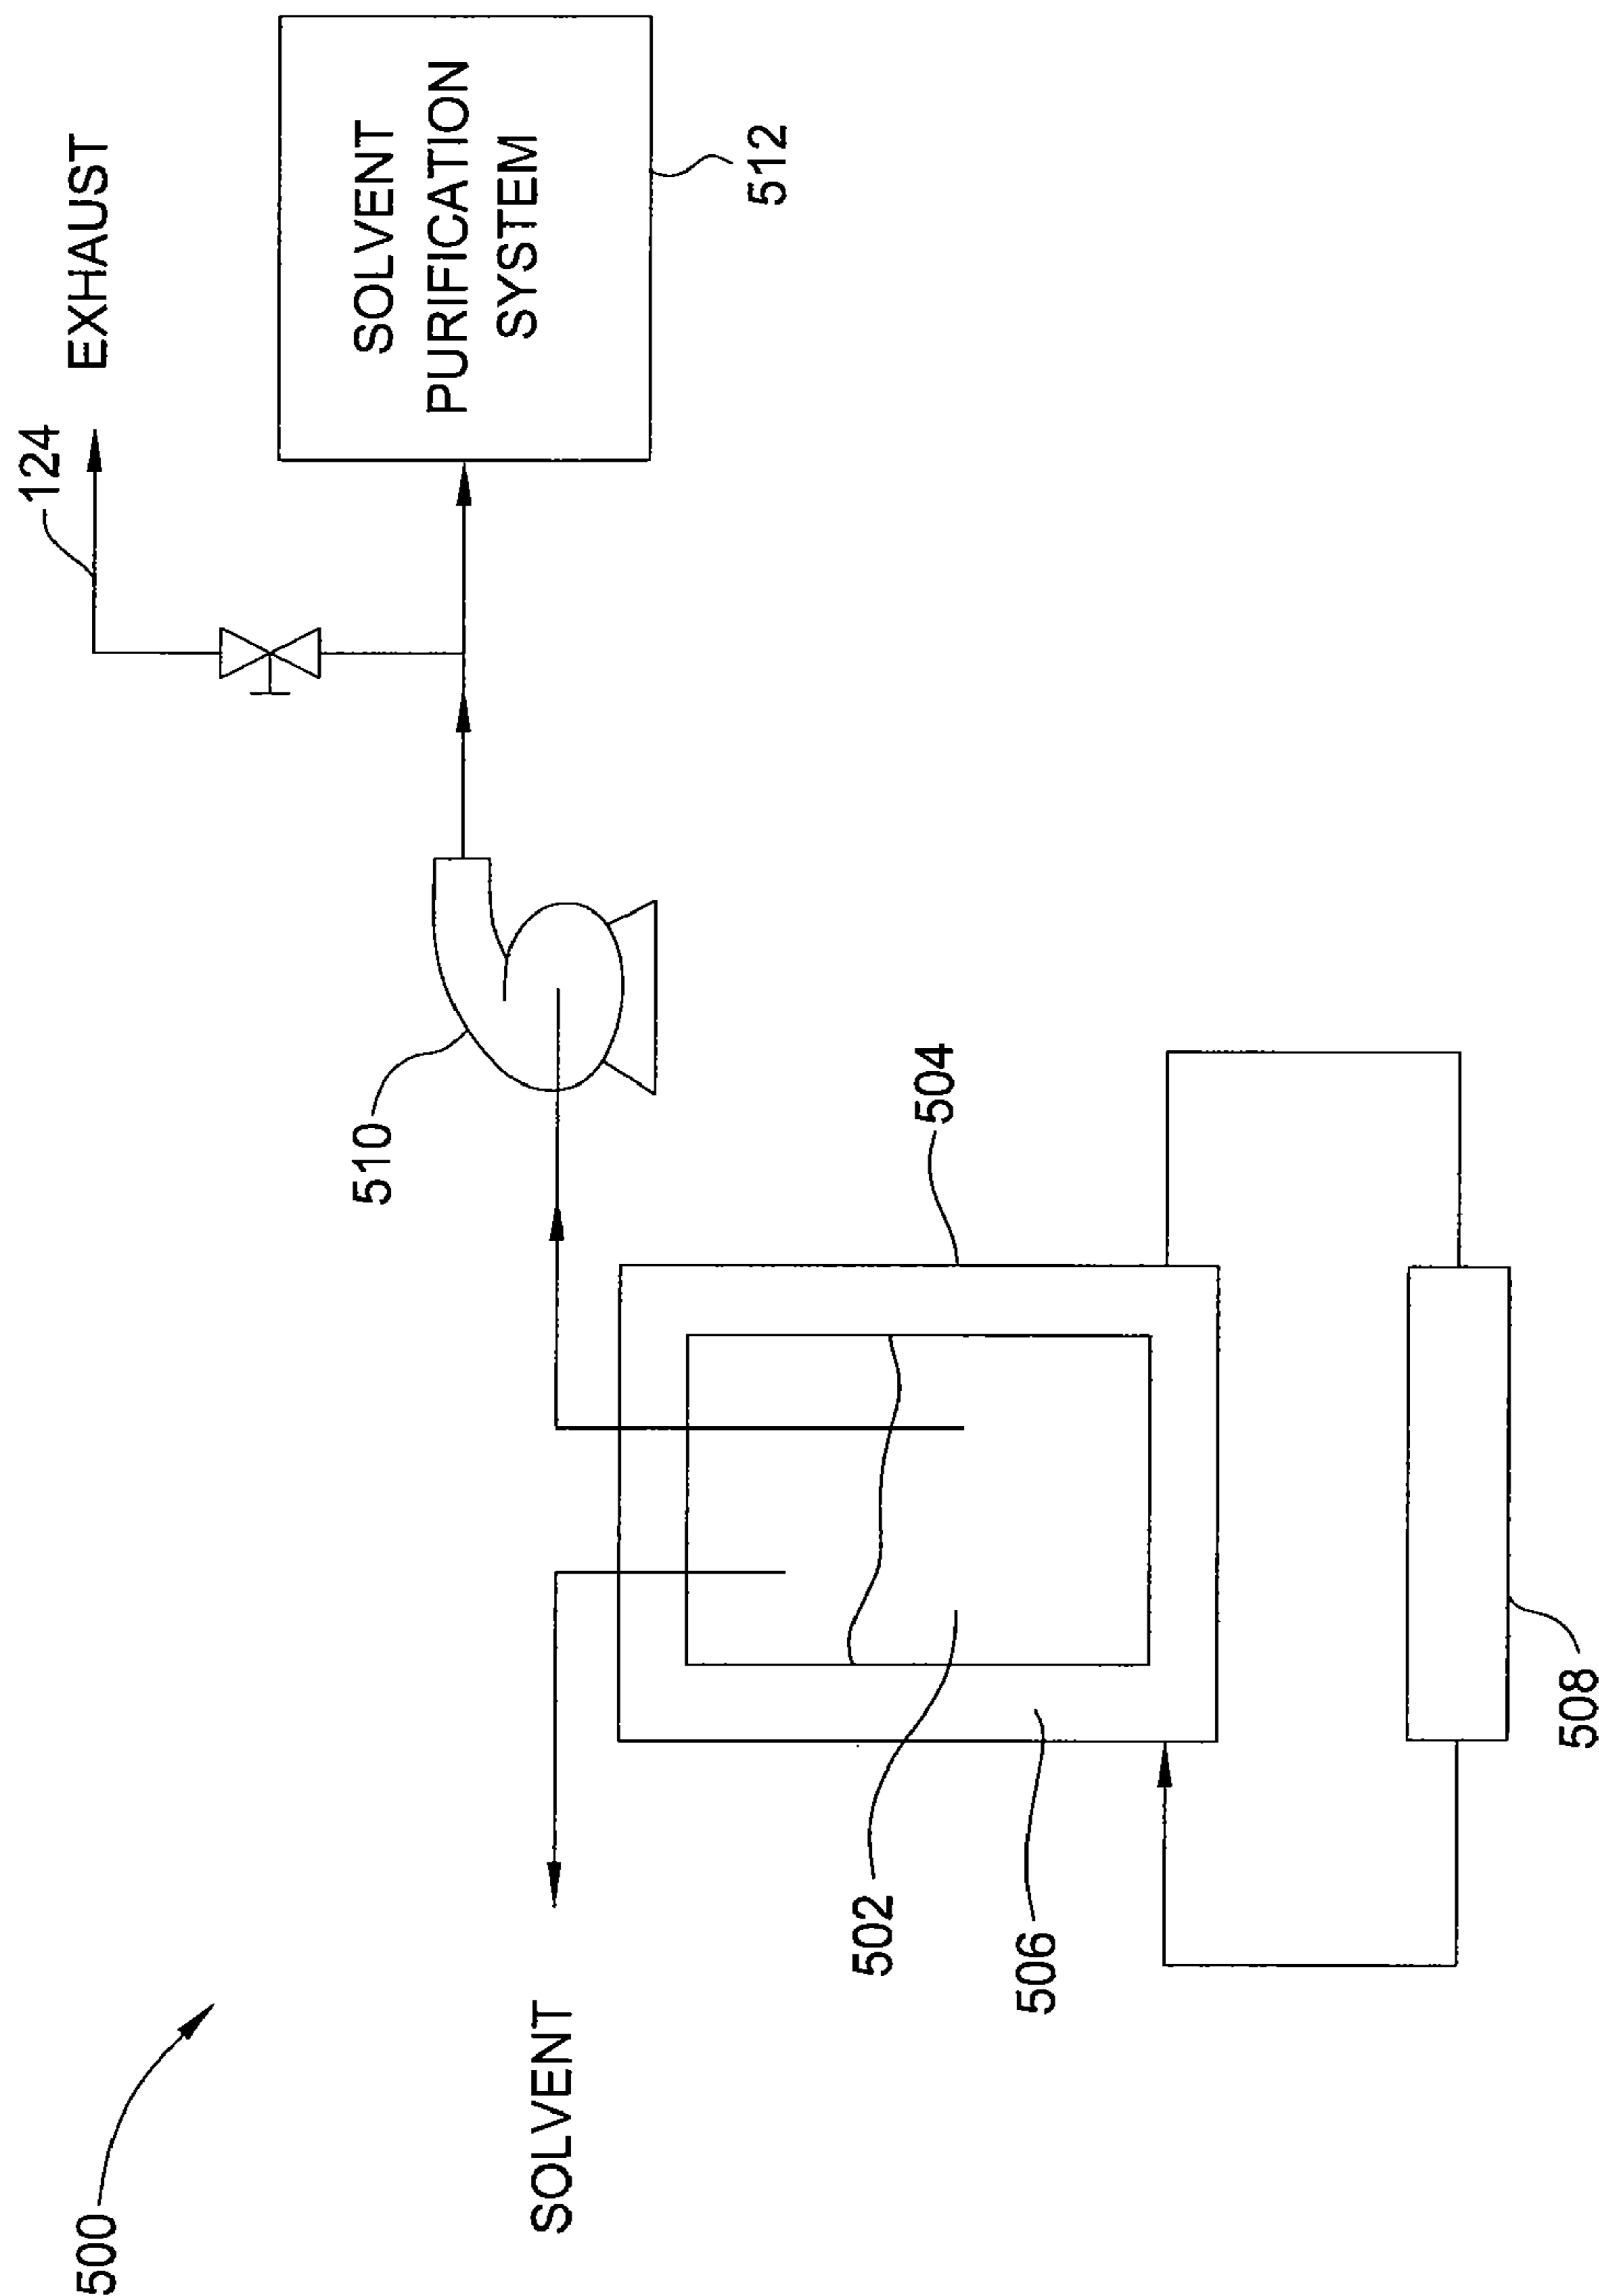 500
SOLVENT
502
506
508
504
510
124
EXHAUST
SOLVENT
PURIFICATION
SYSTEM
512